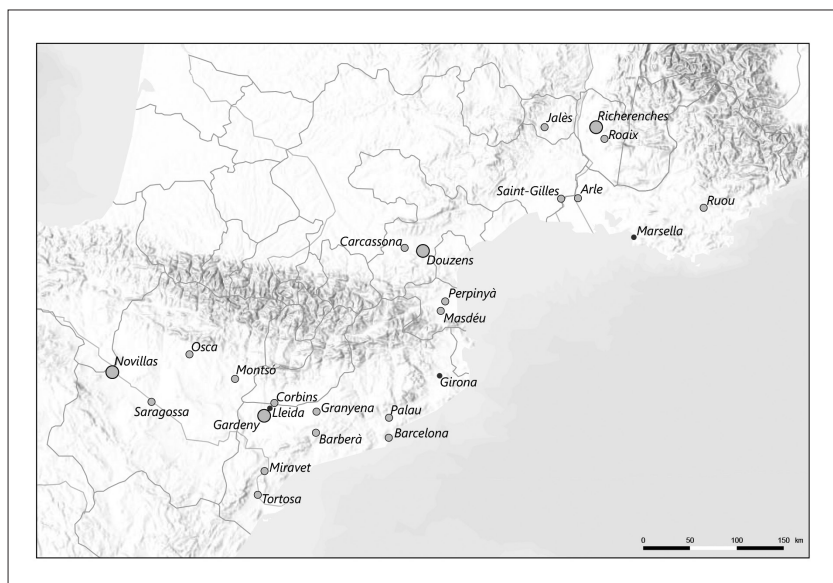 Jalès
Richerenches
Roaix
Saint-Gilles
Arle
Ruou
Marsella
Carcassona
Douzens
Perpinyà
Masdéu
Osca
Novillas
Montsó
Girona
Saragossa
Corbins
Lleida
Granyena
Palau
Gardeny
Barberà
Barcelona
Miravet
Tortosa
0 50 100 150 km